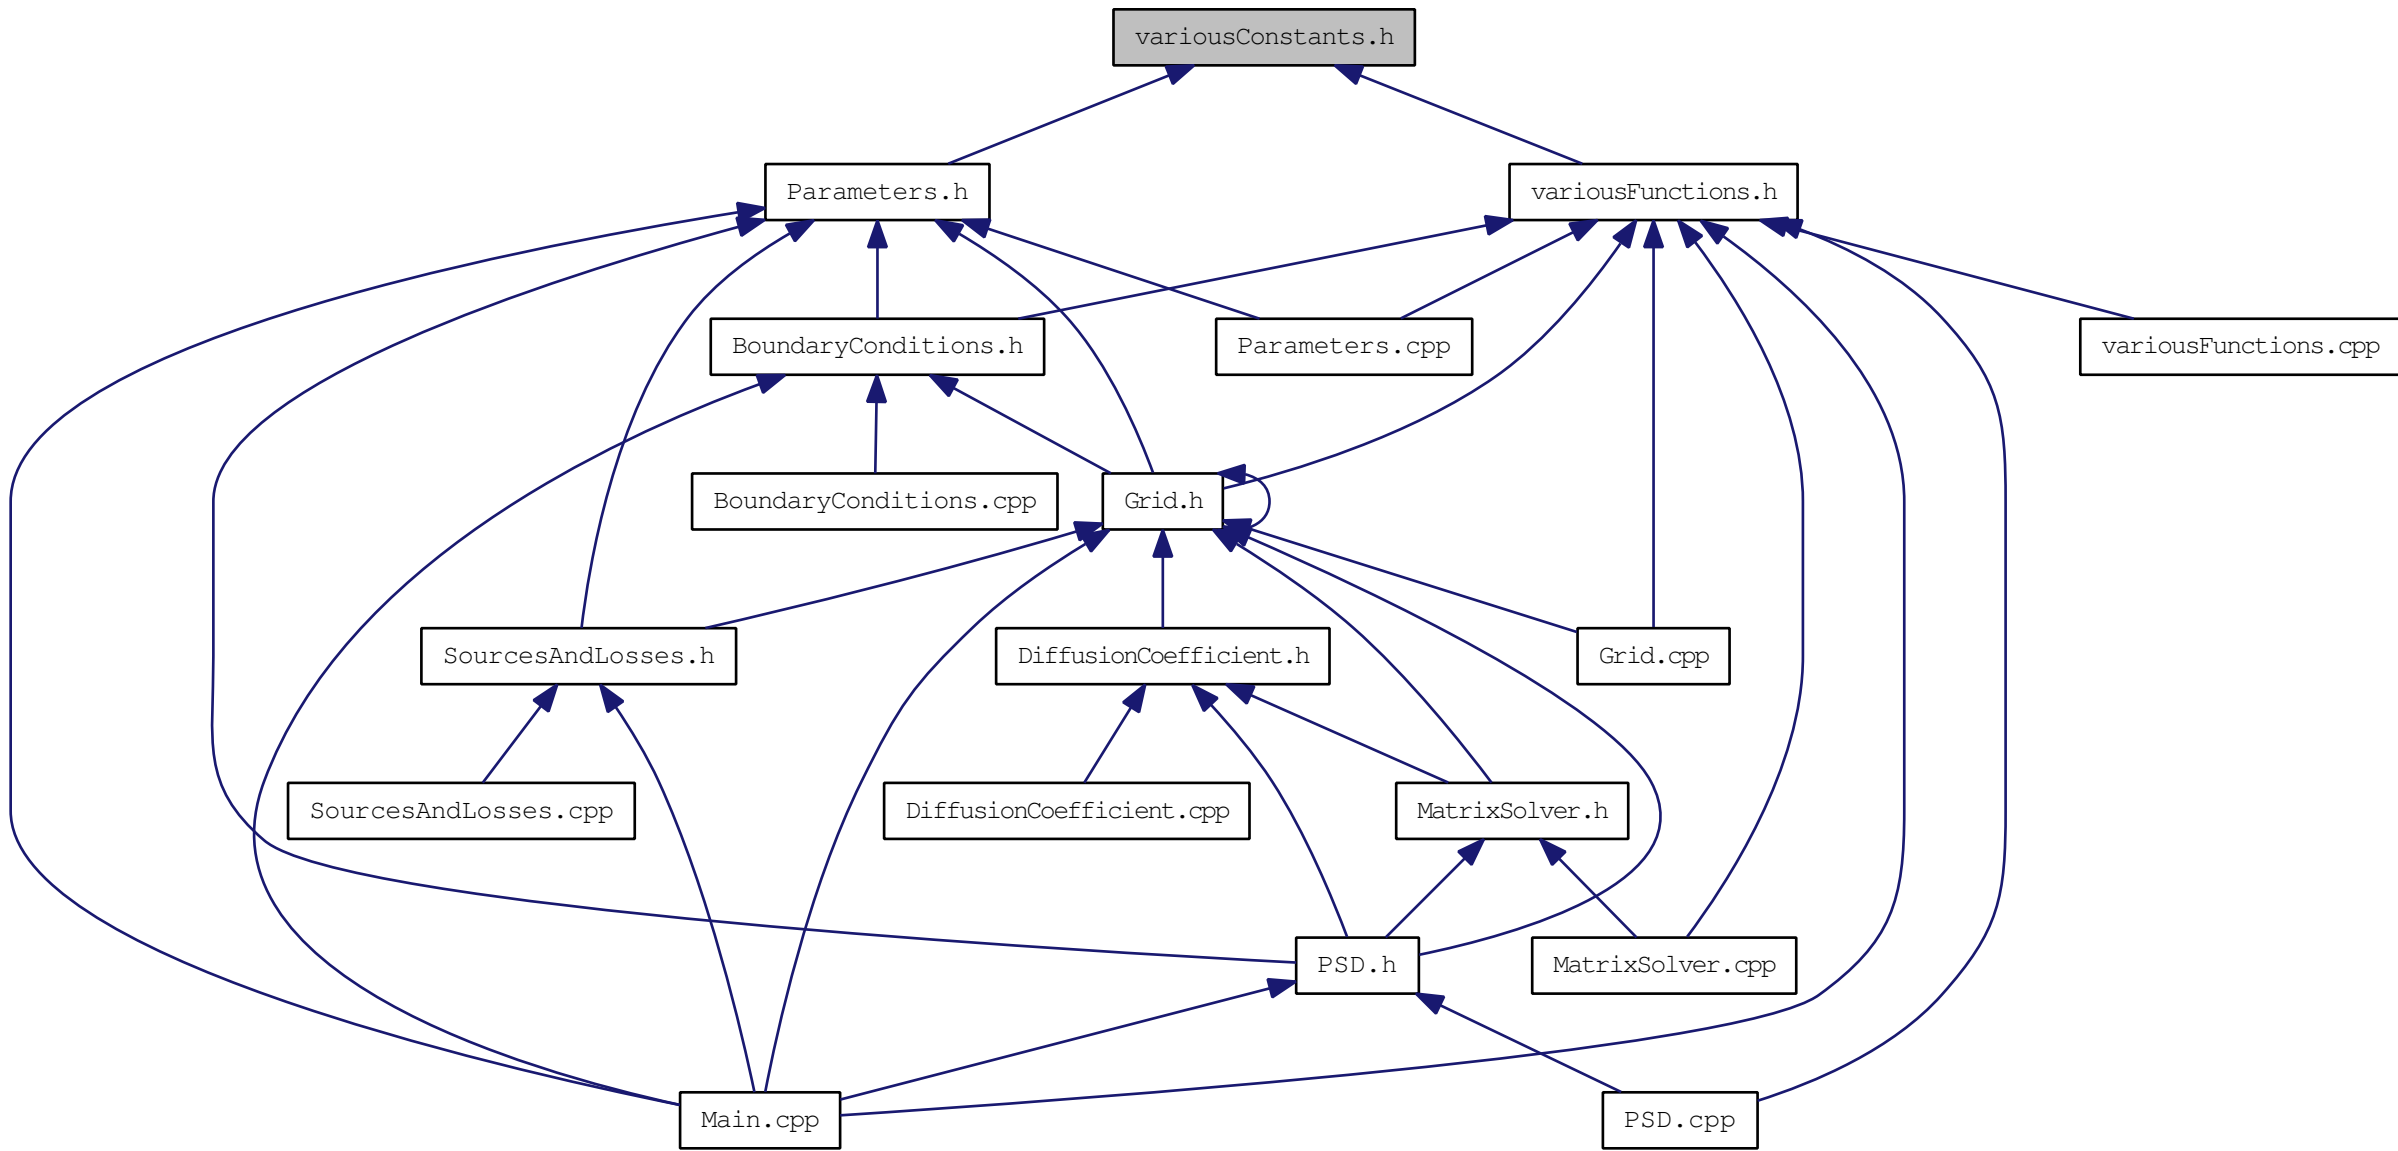 variousConstants.h
Parameters.h
variousFunctions.h
BoundaryConditions.h
Parameters.cpp
variousFunctions.cpp
BoundaryConditions.cpp
Grid.h
SourcesAndLosses.h
DiffusionCoefficient.h
Grid.cpp
SourcesAndLosses.cpp
DiffusionCoefficient.cpp
MatrixSolver.h
PSD.h
MatrixSolver.cpp
Main.cpp
PSD.cpp